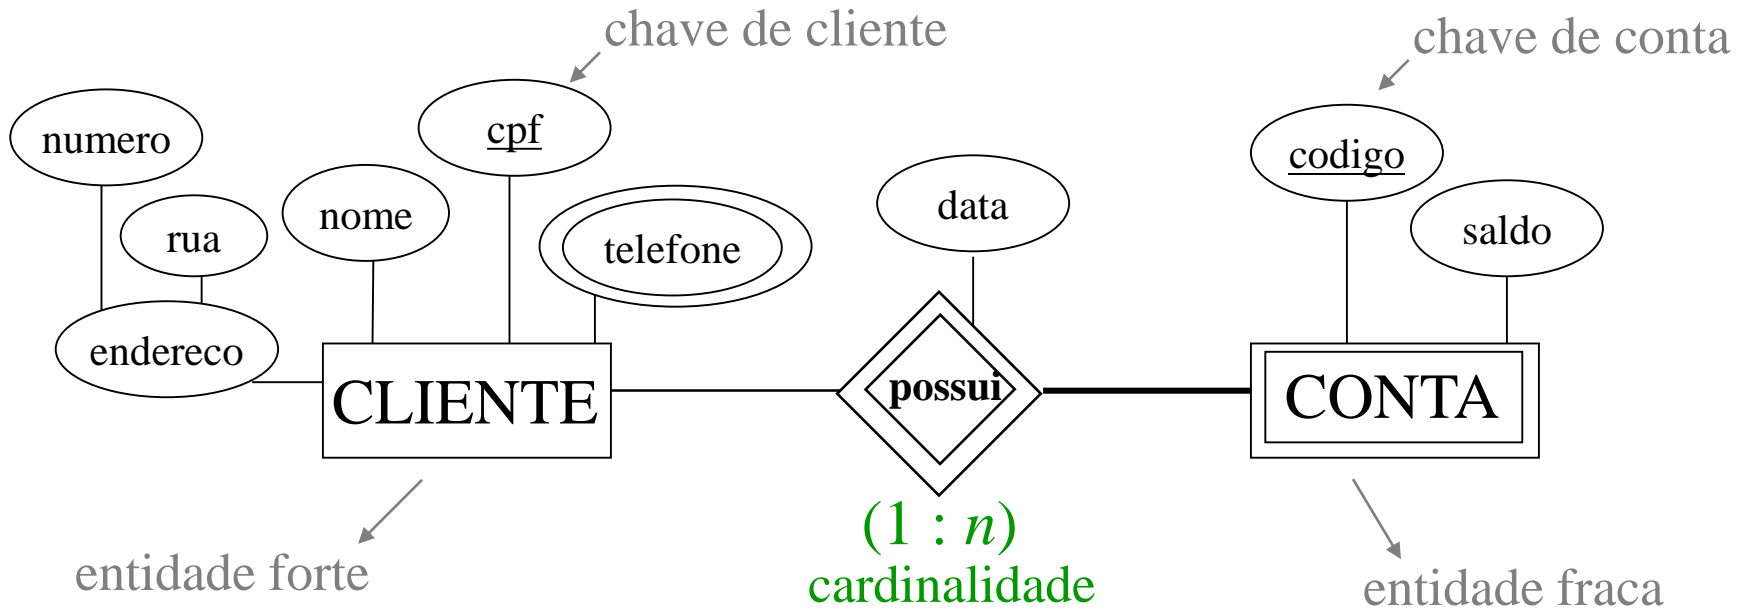 chave de cliente
chave de conta
numero
cpf
codigo
rua
nome
telefone
data
saldo
endereco
CLIENTE
possui
CONTA
(1 : n)
cardinalidade
entidade forte
entidade fraca